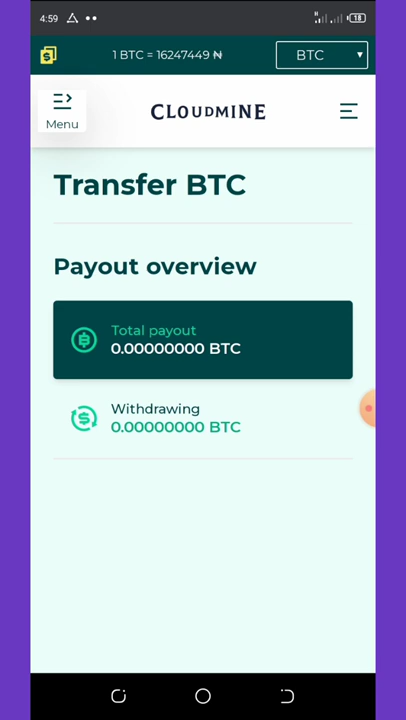 4:59
H
18
1 BTC = 16247449 ₦
BTC
Menu
CLOUDMINE
Transfer BTC
Payout overview
Total payout
0.00000000 BTC
Withdrawing
0.00000000 BTC